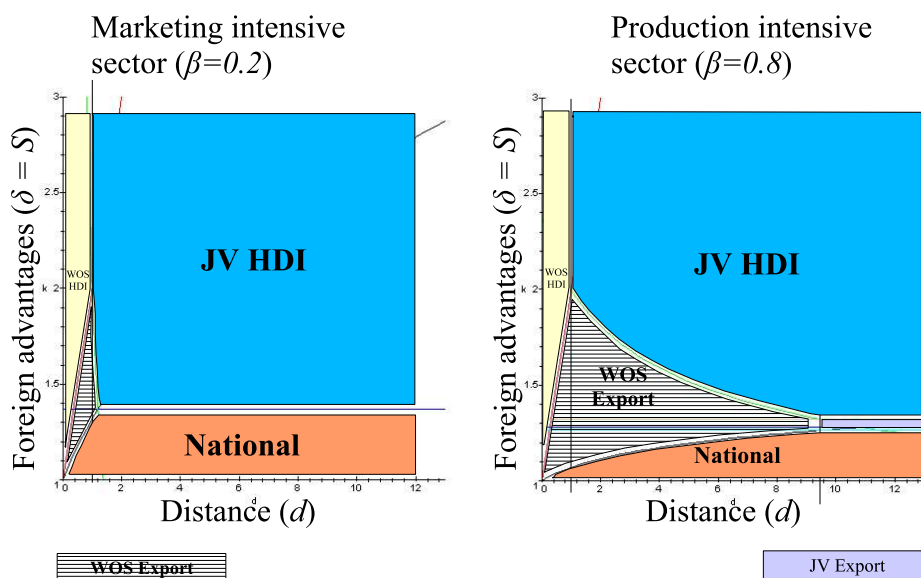 Marketing intensive
sector (β=0.2)
Production intensive
sector (β=0.8)
Foreign advantages (δ = S)
3
2.5
k 2
1.5
1
0
2
4
6
8
10
12
d
WOS
HDI
JV HDI
National
Distance (d)
WOS Export
Foreign advantages (δ = S)
3
2.5
k 2
1.5
1
0
2
4
6
8
10
12
d
WOS
HDI
JV HDI
WOS
Export
National
Distance (d)
JV Export